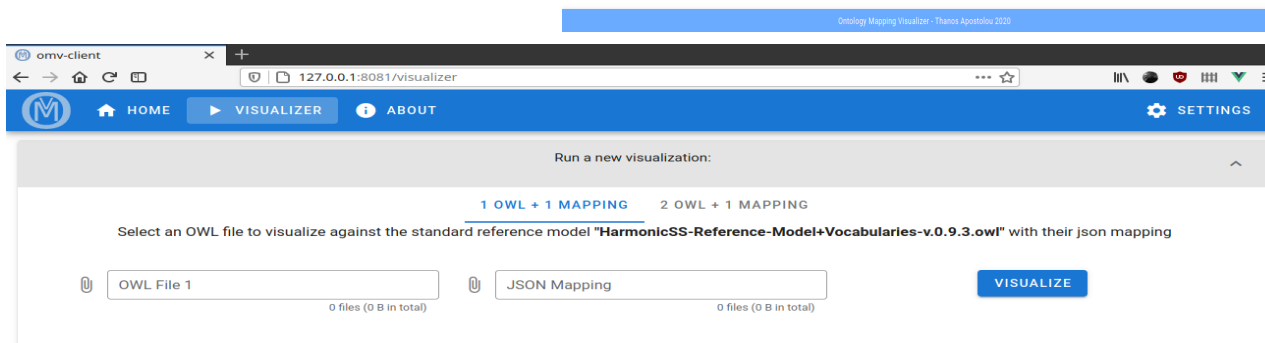 Ontology Mapping Visualizer - Thanos Apostolou 2020
omv-client
127.0.0.1:8081/visualizer
HOME VISUALIZER ABOUT SETTINGS
Run a new visualization:
1 OWL + 1 MAPPING 2 OWL + 1 MAPPING
Select an OWL file to visualize against the standard reference model "HarmonicSS-Reference-Model+Vocabularies-v.0.9.3.owl" with their json mapping
OWL File 1 JSON Mapping VISUALIZE
0 files (0 B in total) 0 files (0 B in total)